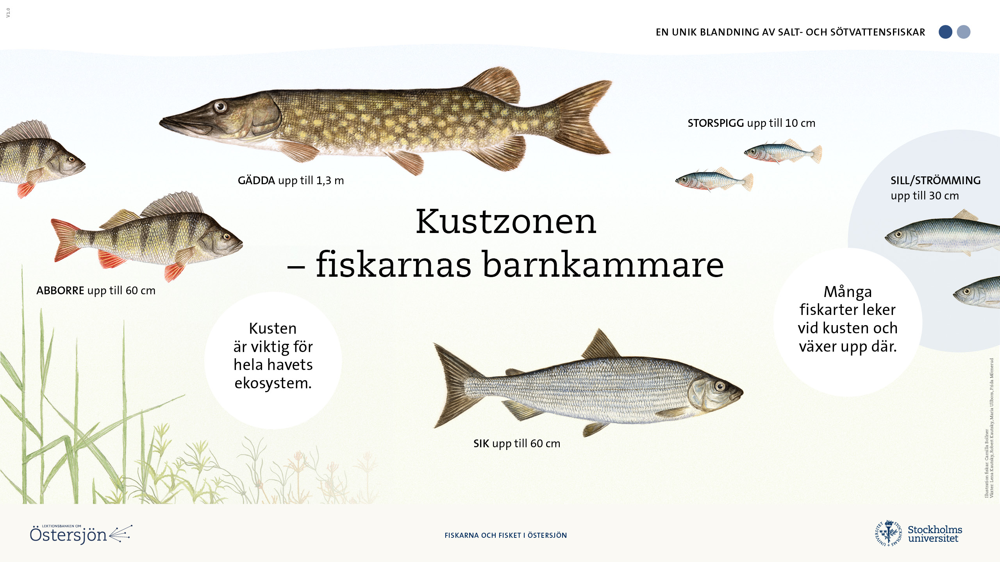 V1.0
EN UNIK BLANDNING AV SALT- OCH SÖTVATTENSFISKAR
STORSPIGG upp till 10 cm
GÄDDA upp till 1,3 m
SILL/STRÖMMING
upp till 30 cm
Kustzonen
– fiskarnas barnkammare
ABBORRE upp till 60 cm
Kusten
är viktig för
hela havets
ekosystem.
Många
fiskarter leker
vid kusten och
växer upp där.
SIK upp till 60 cm
Illustration fiskar: Camilla Bollner
Växter: Lena Kautsky, Robert Kautsky, Maria Ullbors, Frida Mörnerud
LEKTIONSBANKEN OM
Östersjön
FISKARNA OCH FISKET I ÖSTERSJÖN
STOCKHOLMS UNIVERSITET
Stockholms
universitet